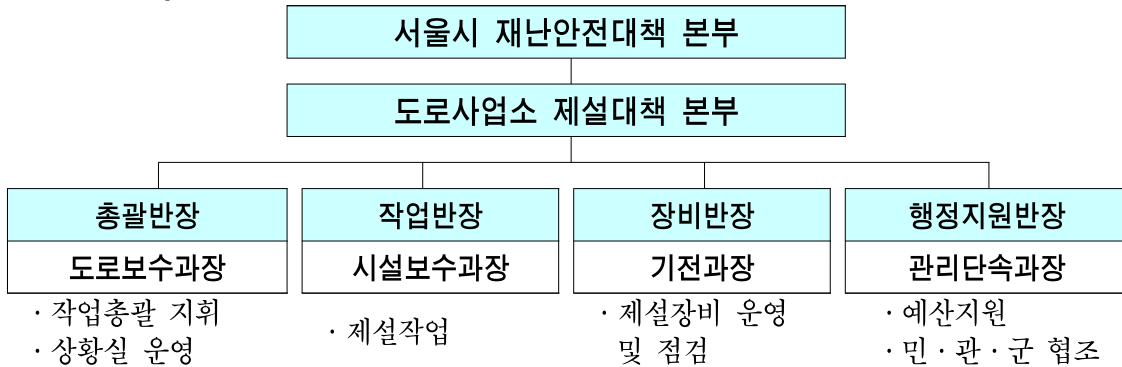 서울시 재난안전대책 본부
도로사업소 제설대책 본부
총괄반장
도로보수과장
· 작업총괄 지휘
· 상황실 운영
작업반장
시설보수과장
· 제설작업
장비반장
기전과장
· 제설장비 운영
및 점검
행정지원반장
관리단속과장
· 예산지원
· 민 · 관 · 군 협조